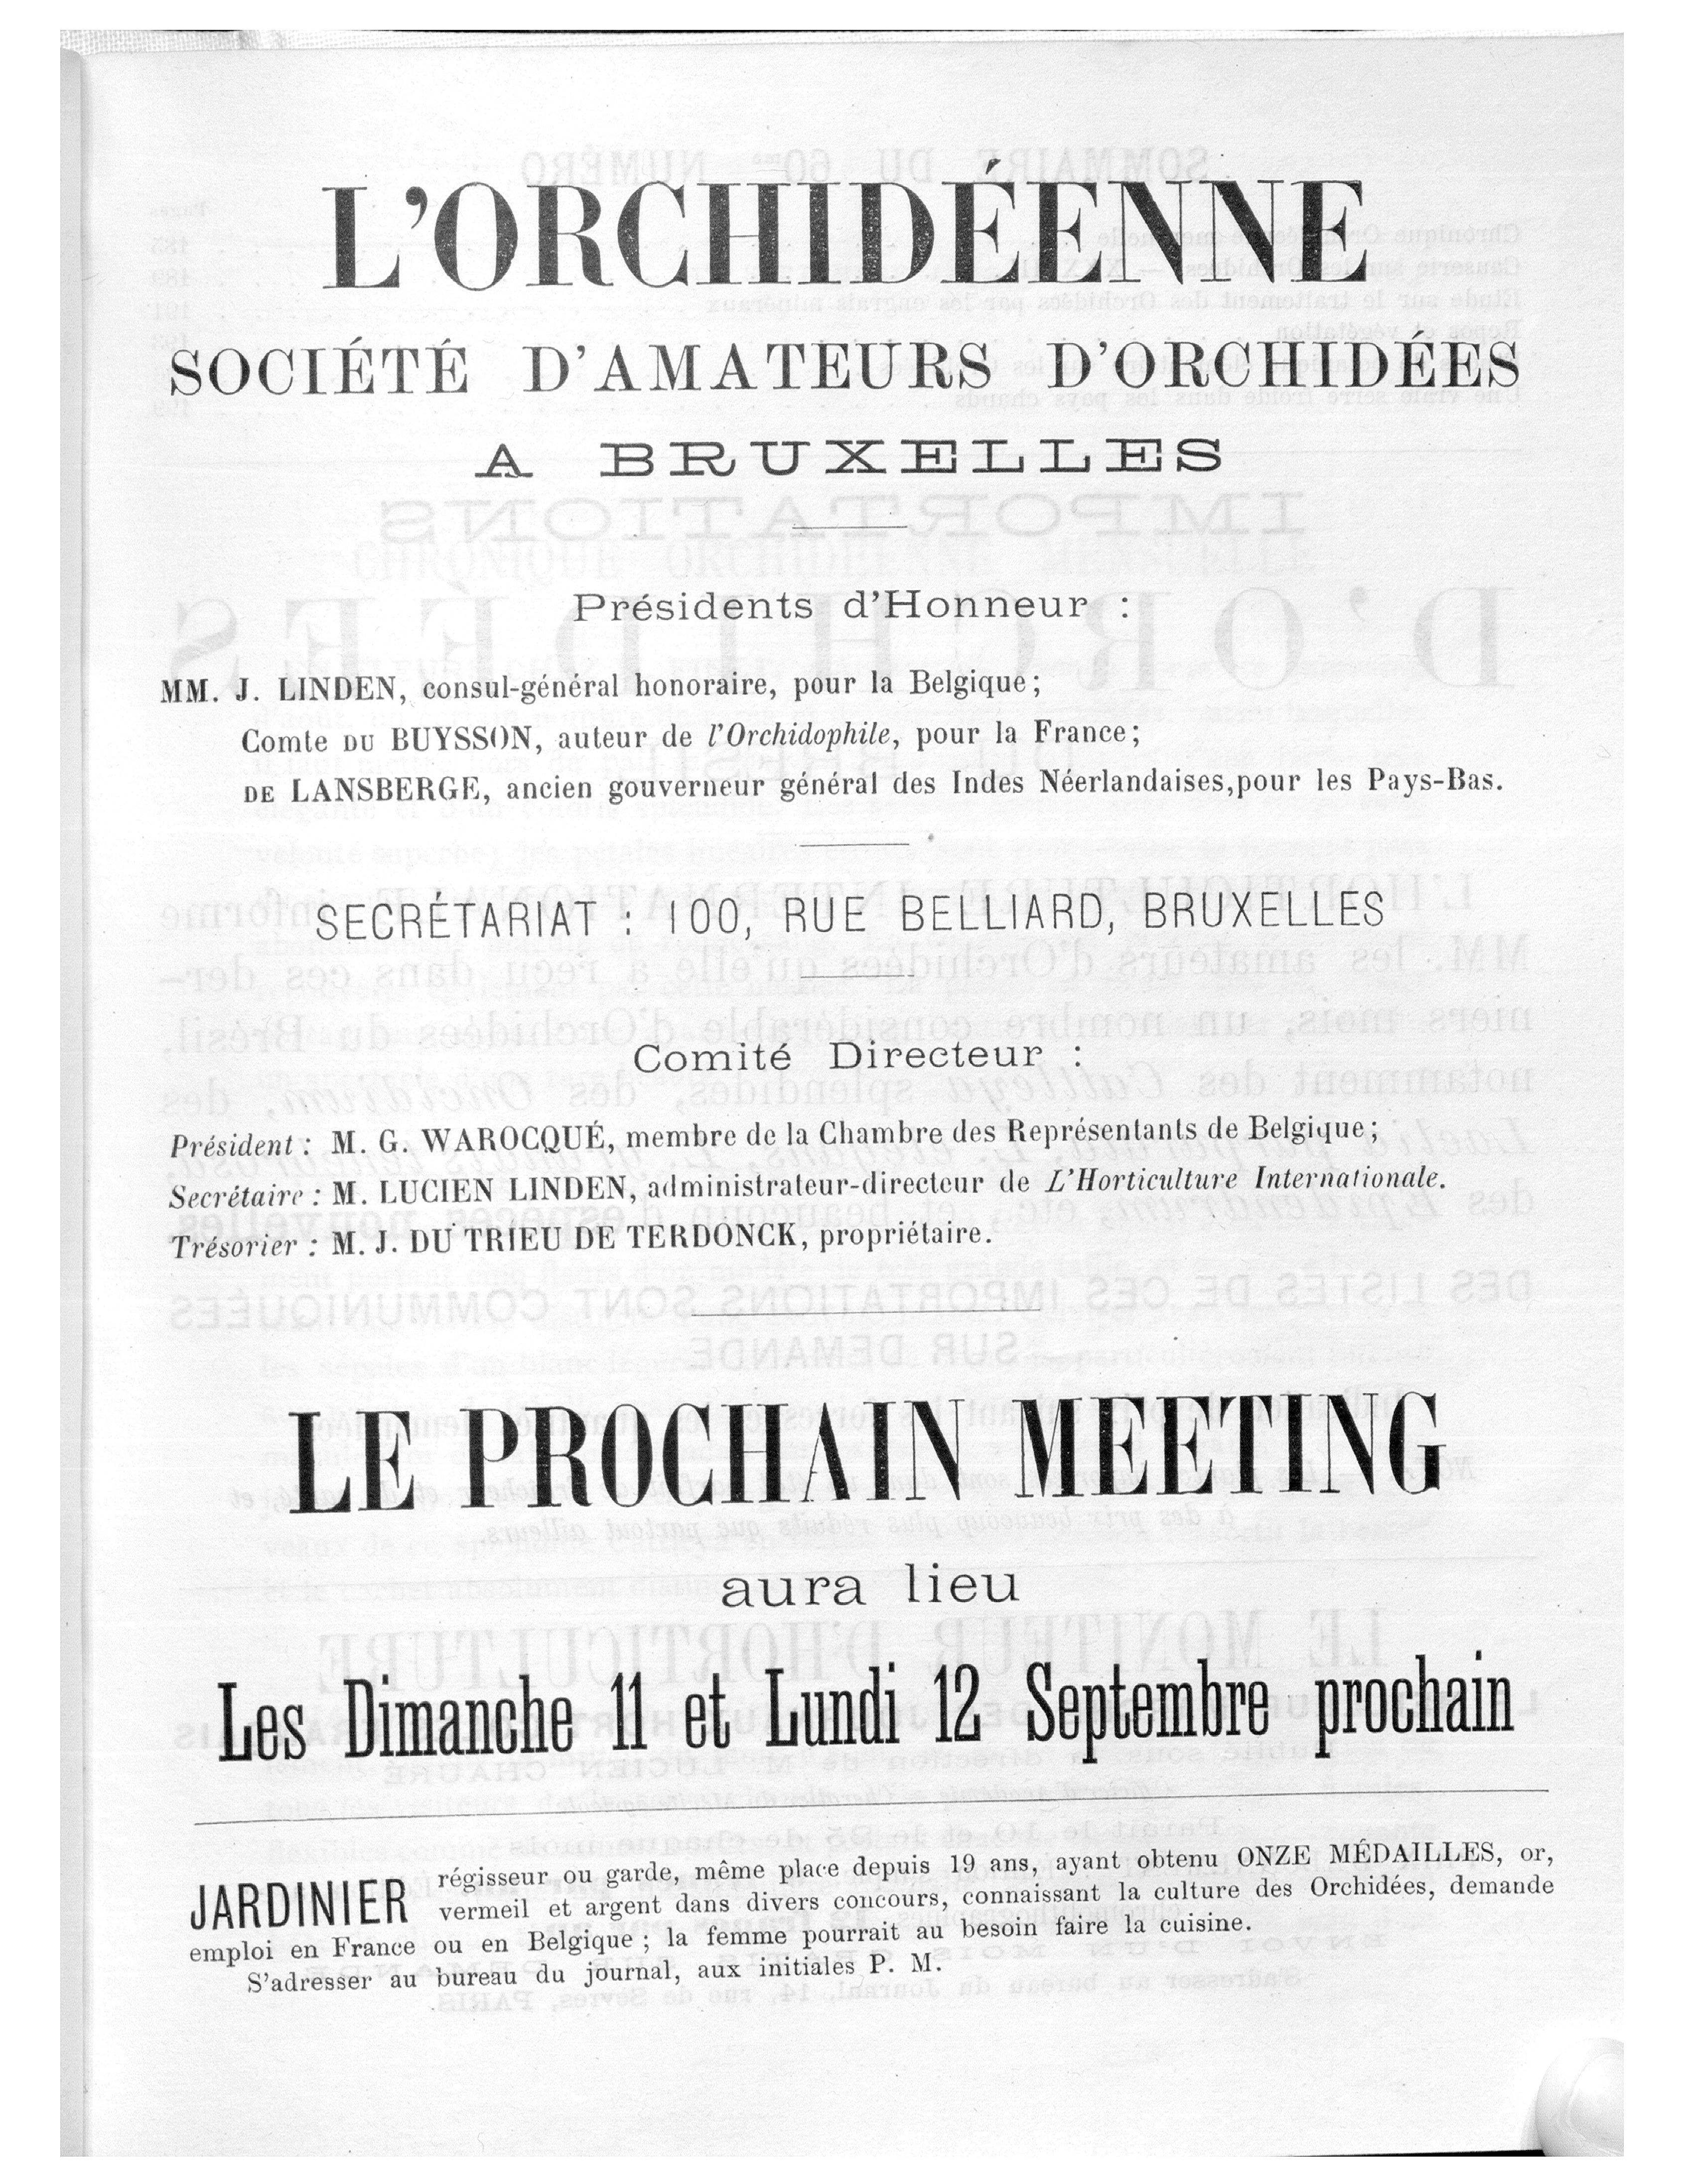 L'ORCHIDÉENNE
SOCIÉTÉ D'AMATEURS D'ORCHIDÉES
A BRUXELLES
Présidents d'Honneur :
MM. J. LINDEN, consul-général honoraire, pour la Belgique;
Comte DU BUYSSON, auteur de l'Orchidophile, pour la France;
DE LANSBERGE, ancien gouverneur général des Indes Néerlandaises,pour les Pays-Bas.
SECRÉTARIAT : 100, RUE BELLIARD, BRUXELLES
Comité Directeur :
Président : M. G. WAROCQUÉ, membre de la Chambre des Représentants de Belgique;
Secrétaire : M. LUCIEN LINDEN, administrateur-directeur de L'Horticulture Internationale.
Trésorier : M. J. DU TRIEU DE TERDONCK, propriétaire.
LE PROCHAIN MEETING
aura lieu
Les Dimanche 11 et Lundi 12 Septembre prochain
JARDINIER régisseur ou garde, même place depuis 19 ans, ayant obtenu ONZE MÉDAILLES, or,
vermeil et argent dans divers concours, connaissant la culture des Orchidées, demande
emploi en France ou en Belgique ; la femme pourrait au besoin faire la cuisine.
S'adresser au bureau du journal, aux initiales P. M.